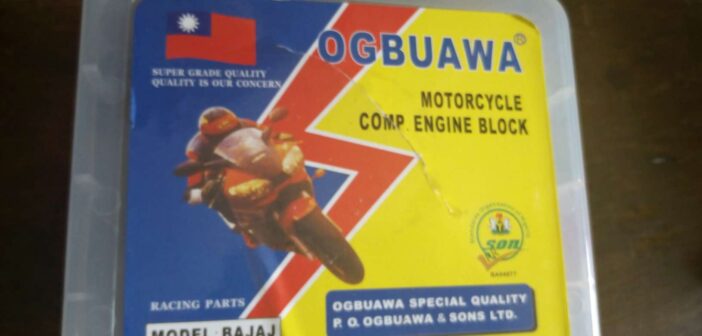 OGBUAWA®
SUPER GRADE QUALITY
QUALITY IS OUR CONCERN
MOTORCYCLE
COMP. ENGINE BLOCK
SON
RACING PARTS
OGBUAWA SPECIAL QUALITY
P. O. OGBUAWA & SONS LTD.
MODEL: BAJAJ